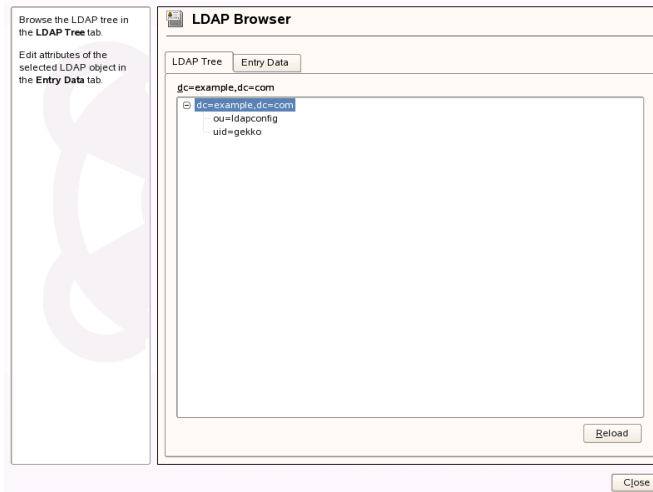 Browse the LDAP tree in
the LDAP Tree tab.
Edit attributes of the
selected LDAP object in
the Entry Data tab.
LDAP Browser
LDAP Tree
Entry Data
dc=example,dc=com
dc=example,dc=com
ou=ldapconfig
uid=gekko
Reload
Close